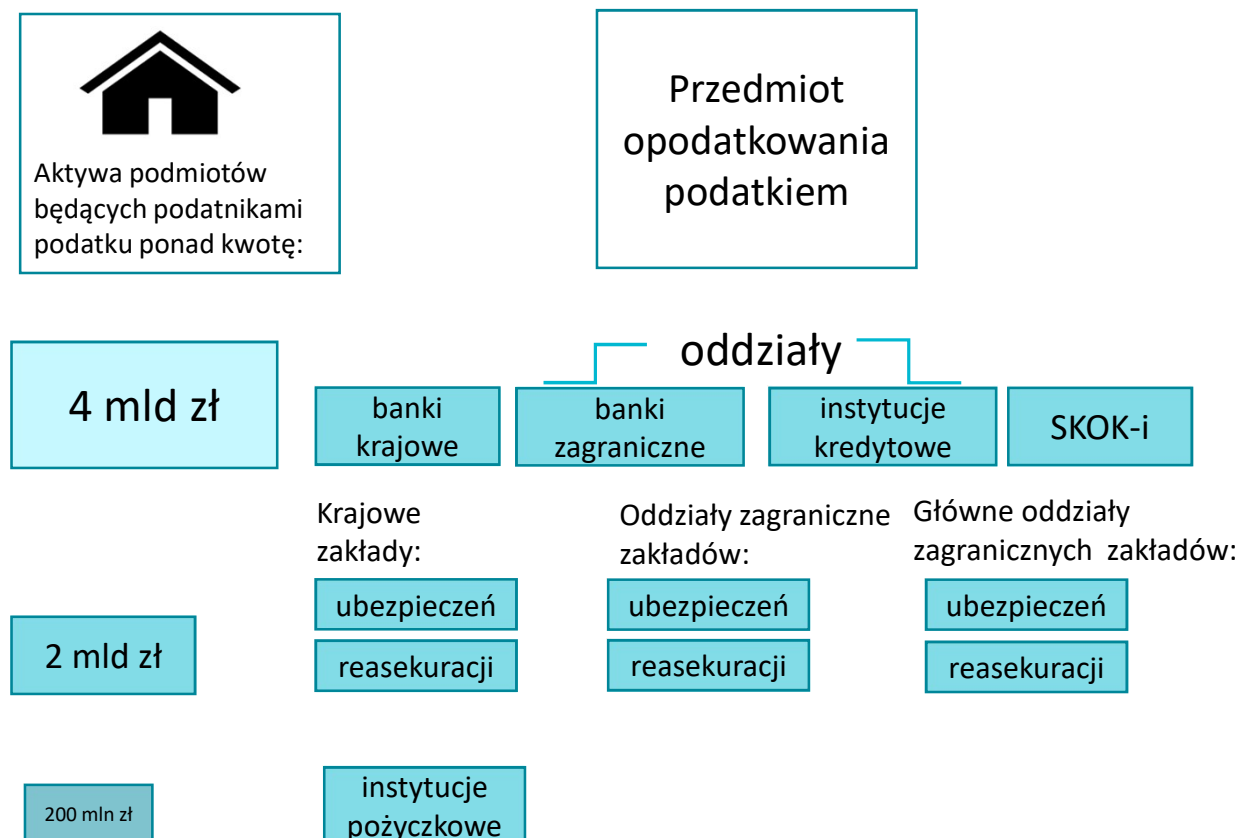 Aktywa podmiotów
będących podatnikami
podatku ponad kwotę:
Przedmiot
opodatkowania
podatkiem
oddziały
4 mld zł
banki
krajowe
banki
zagraniczne
instytucje
kredytowe
SKOK-i
Krajowe
zakłady:
Oddziały zagraniczne
zakładów:
Główne oddziały
zagranicznych zakładów:
2 mld zł
ubezpieczeń
reasekuracji
ubezpieczeń
reasekuracji
ubezpieczeń
reasekuracji
200 mln zł
instytucje
pożyczkowe